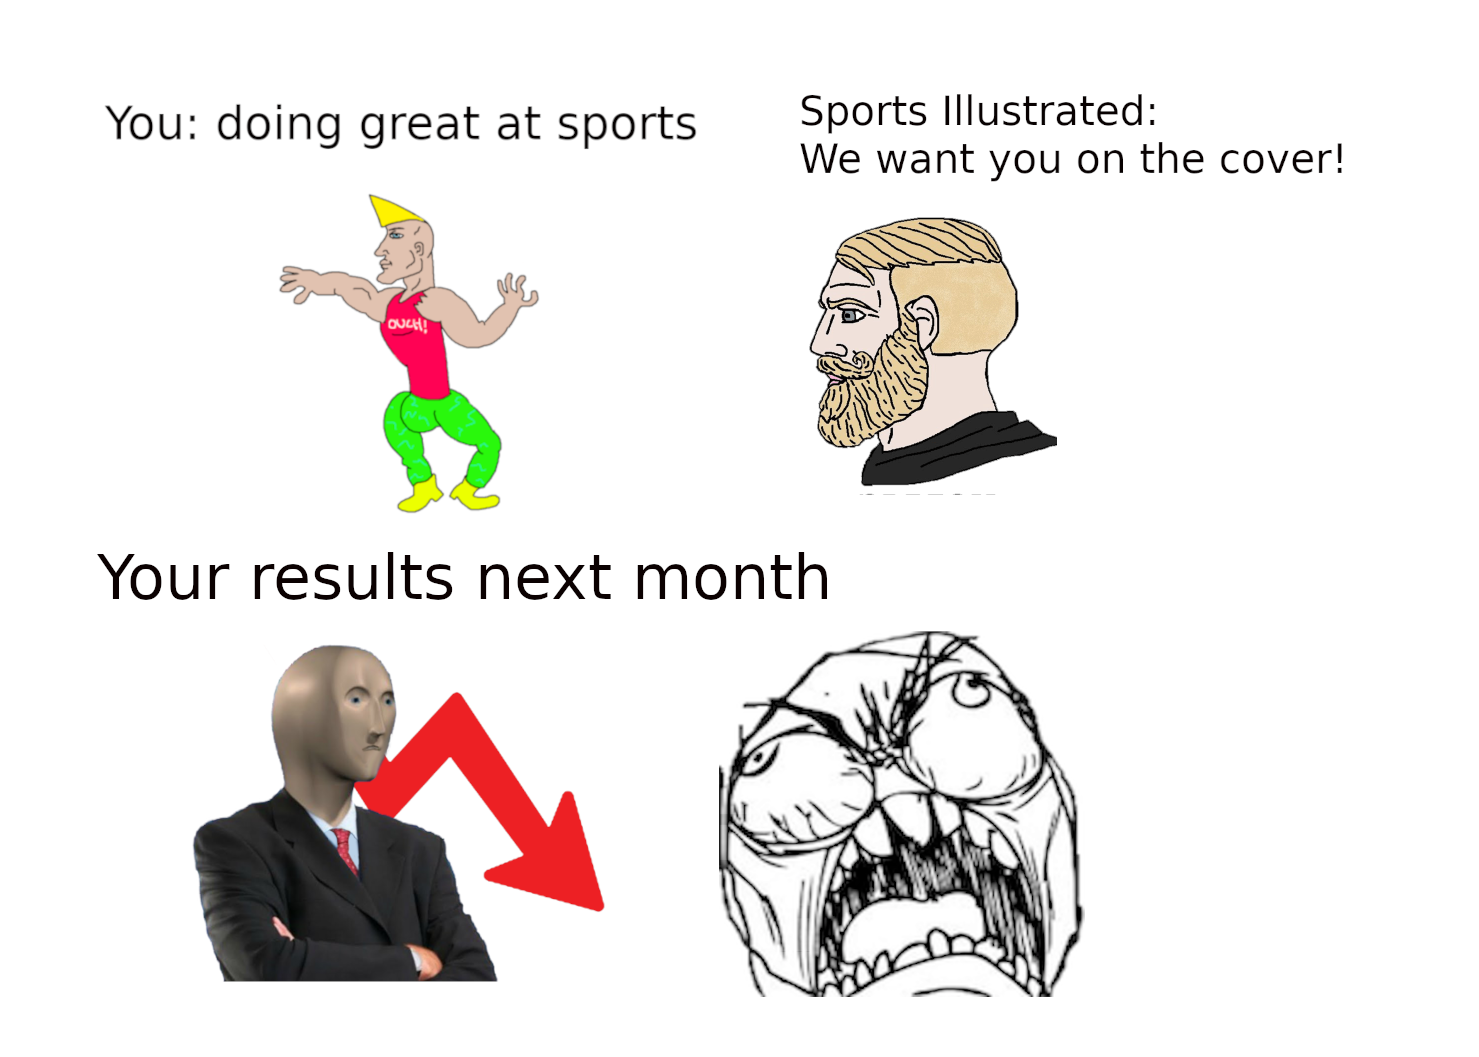 You: doing great at sports
Sports Illustrated:
We want you on the cover!
OUCH!
Your results next month